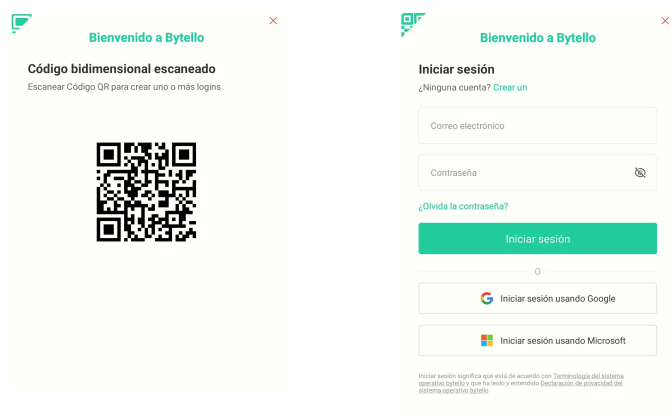 Bienvenido a Bytello
Código bidimensional escaneado
Escanear Código QR para crear uno o más logins
Bienvenido a Bytello
Iniciar sesión
¿Ninguna cuenta? Crear un
Correo electrónico
Contraseña
¿Olvida la contraseña?
Iniciar sesión
O
Iniciar sesión usando Google
Iniciar sesión usando Microsoft
Iniciar sesión significa que está de acuerdo con Terminología del sistema
operativo bytello y que ha leído y entendido Declaración de privacidad del
sistema operativo bytello